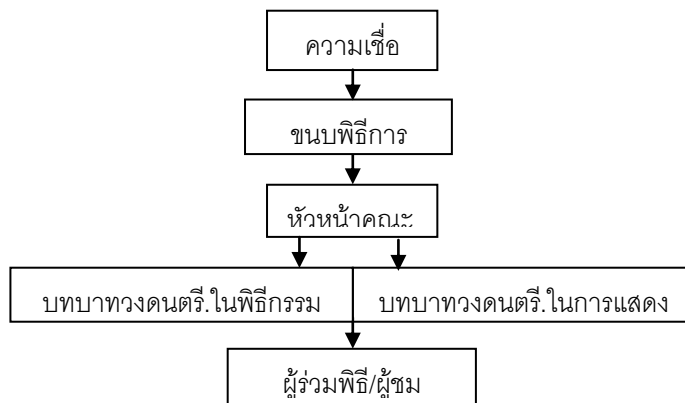 ความเชื่อ
ขนบพิธีการ
หัวหน้าคณะ
บทบาทวงดนตรี.ในพิธีกรรม บทบาทวงดนตรี.ในการแสดง
ผู้ร่วมพิธี/ผู้ชม